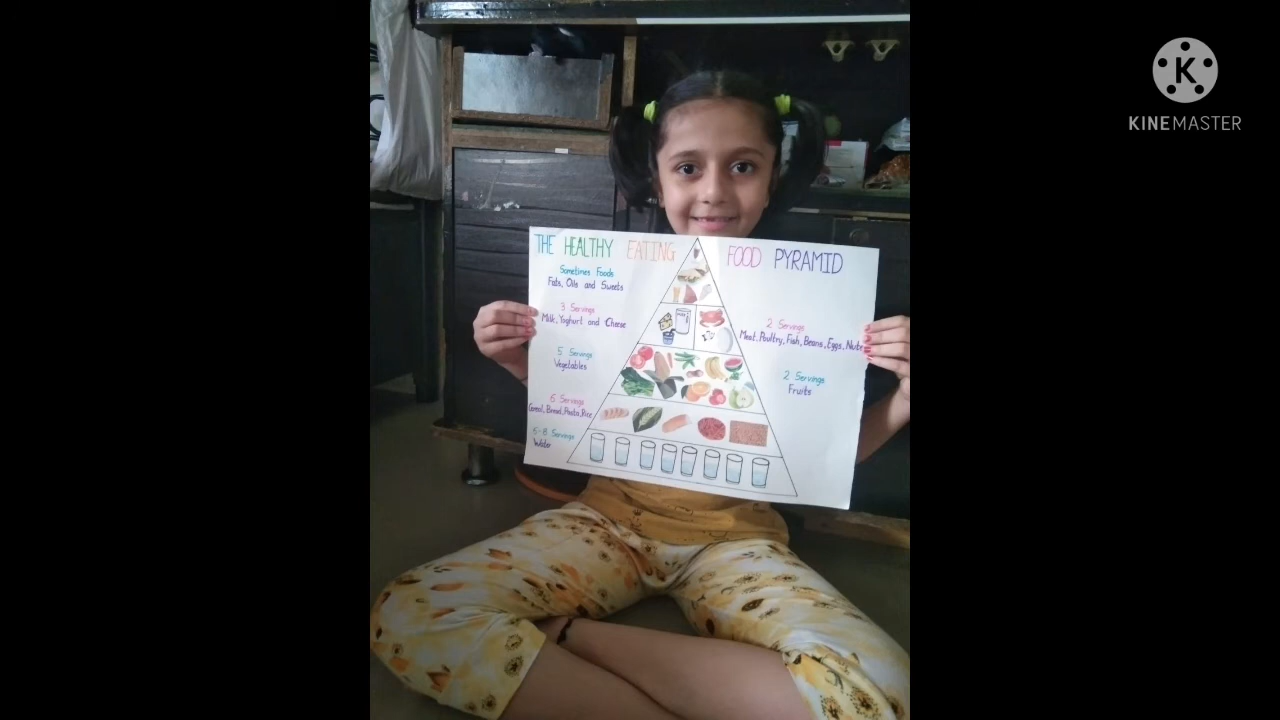 THE HEALTHY EATING FOOD PYRAMID
Sometimes Foods
Fats, Oils and Sweets
3 Servings
Milk, Yoghurt and Cheese
2 Servings
Meat, Poultry, Fish, Beans, Eggs, Nuts
5 Servings
Vegetables
2 Servings
Fruits
6 Servings
Cereal, Bread, Pasta, Rice
5-8 Servings
Water
KINEMASTER